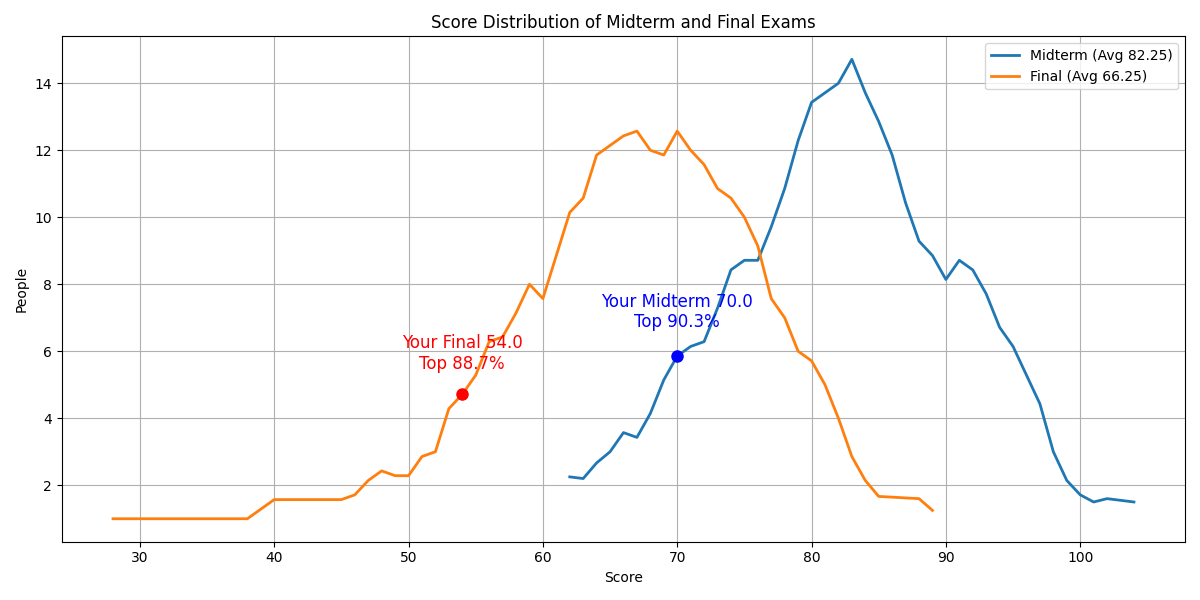 Score Distribution of Midterm and Final Exams
Midterm (Avg 82.25)
Final (Avg 66.25)
People
14
12
10
8
6
4
2
Your Midterm 70.0
Top 90.3%
Your Final 54.0
Top 88.7%
30 40 50 60 70 80 90 100
Score